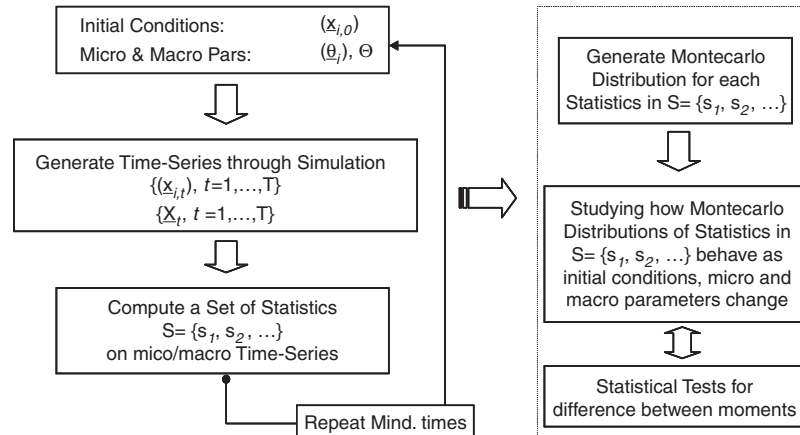 Initial Conditions: (x_{i,0})
Micro & Macro Pars: (θ_i), Θ
Generate Time-Series through Simulation
{(x_{i,t}), t=1,…,T}
{X_t, t =1,…,T}
Compute a Set of Statistics
S= {s_1, s_2, …}
on mico/macro Time-Series
Repeat Mind. times
Generate Montecarlo
Distribution for each
Statistics in S= {s_1, s_2, …}
Studying how Montecarlo
Distributions of Statistics in
S= {s_1, s_2, …} behave as
initial conditions, micro and
macro parameters change
Statistical Tests for
difference between moments